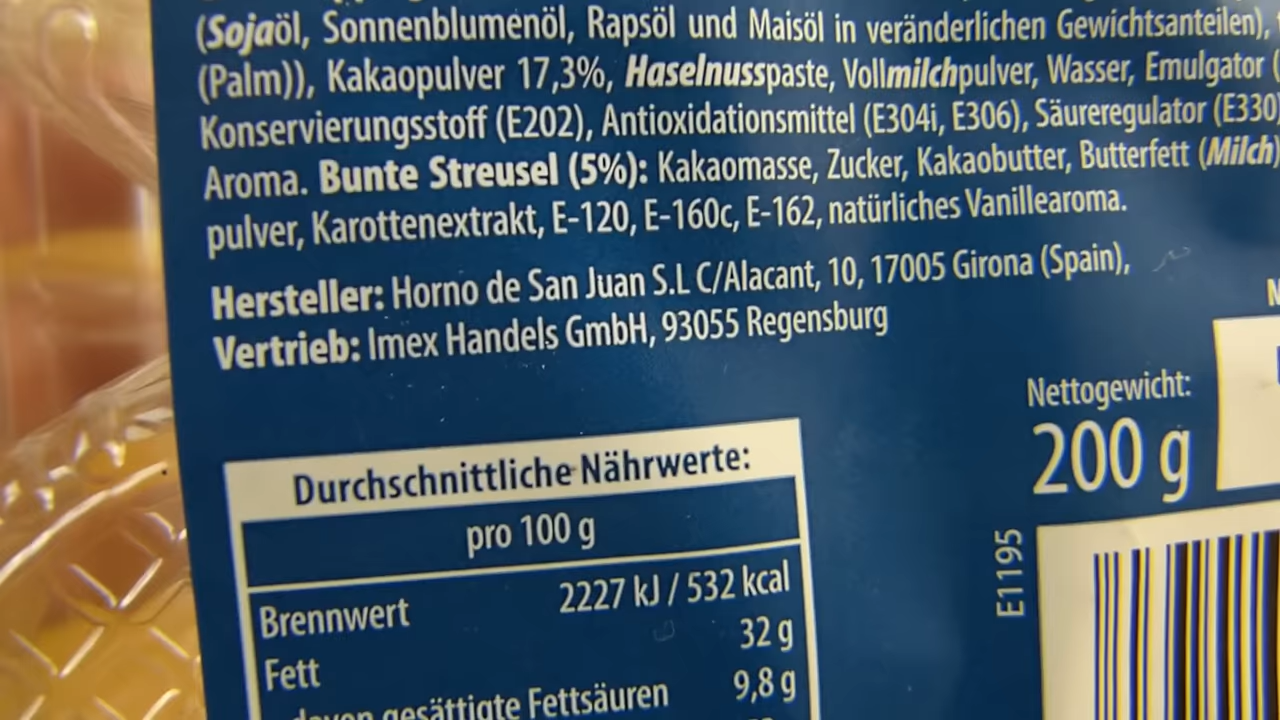 (Sojaöl, Sonnenblumenöl, Rapsöl und Maisöl in veränderlichen Gewichtsanteilen),
(Palm)), Kakaopulver 17,3%, Haselnusspaste, Vollmilchpulver, Wasser, Emulgator (
Konservierungsstoff (E202), Antioxidationsmittel (E304i, E306), Säureregulator (E330)
Aroma. Bunte Streusel (5%): Kakaomasse, Zucker, Kakaobutter, Butterfett (Milch)
pulver, Karottenextrakt, E-120, E-160c, E-162, natürliches Vanillearoma.
Hersteller: Horno de San Juan S.L C/Alacant, 10, 17005 Girona (Spain),
Vertrieb: Imex Handels GmbH, 93055 Regensburg
Nettogewicht:
200 g
E1195
Durchschnittliche Nährwerte:
pro 100 g
Brennwert 2227 kJ / 532 kcal
Fett 32 g
davon gesättigte Fettsäuren 9,8 g